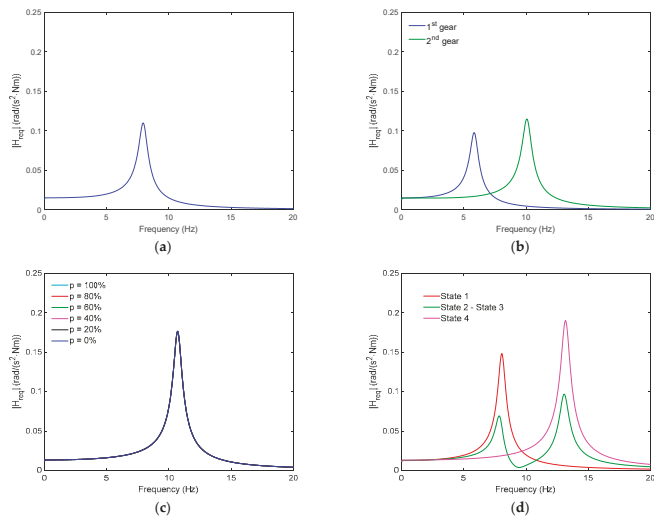 0.25
0.2
0.15
0.1
0.05
0
|H_req| (rad/(s²·Nm))
0 5 10 15 20
Frequency (Hz)
(a)
0.25
0.2
0.15
0.1
0.05
0
|H_req| (rad/(s²·Nm))
1st gear
2nd gear
0 5 10 15 20
Frequency (Hz)
(b)
0.25
0.2
0.15
0.1
0.05
0
|H_req| (rad/(s²·Nm))
p = 100%
p = 80%
p = 60%
p = 40%
p = 20%
p = 0%
0 5 10 15 20
Frequency (Hz)
(c)
0.25
0.2
0.15
0.1
0.05
0
|H_req| (rad/(s²·Nm))
State 1
State 2 - State 3
State 4
0 5 10 15 20
Frequency (Hz)
(d)